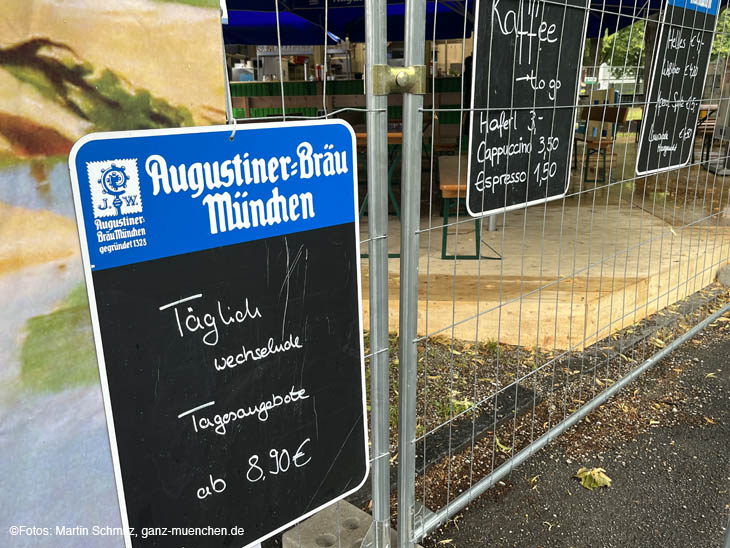 Augustiner-Bräu
München
J. W.
Augustiner-
Bräu München
gegründet 1328
Täglich
wechselnde
Tagesangebote
ab 8,90€
Kaffee
→ to go
Haferl 3,-
Cappuccino 3,50
Espresso 1,50
Helles €4,-
©Fotos: Martin Schmitz, ganz-muenchen.de